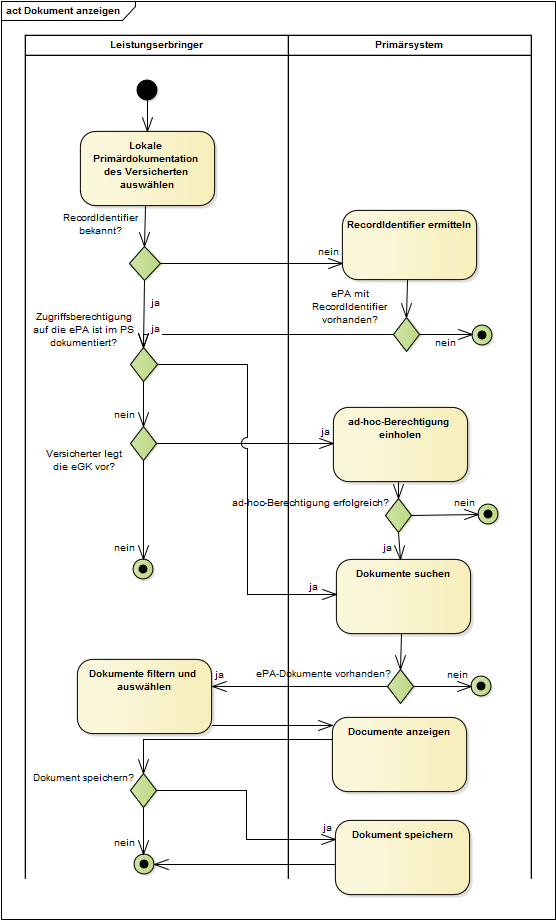 act Dokument anzeigen
Leistungserbringer
Primärsystem
Lokale
Primärdokumentation
des Versicherten
auswählen
RecordIdentifier
bekannt?
nein
RecordIdentifier ermitteln
ja
ePA mit
RecordIdentifier
vorhanden?
Zugriffsberechtigung
auf die ePA ist im PS
dokumentiert?
ja
nein
nein
ja
ad-hoc-Berechtigung
einholen
Versicherter legt
die eGK vor?
ad-hoc-Berechtigung erfolgreich?
nein
nein
ja
Dokumente suchen
ja
Dokumente filtern und
auswählen
ja
ePA-Dokumente vorhanden?
nein
Documente anzeigen
Dokument speichern?
ja
Dokument speichern
nein